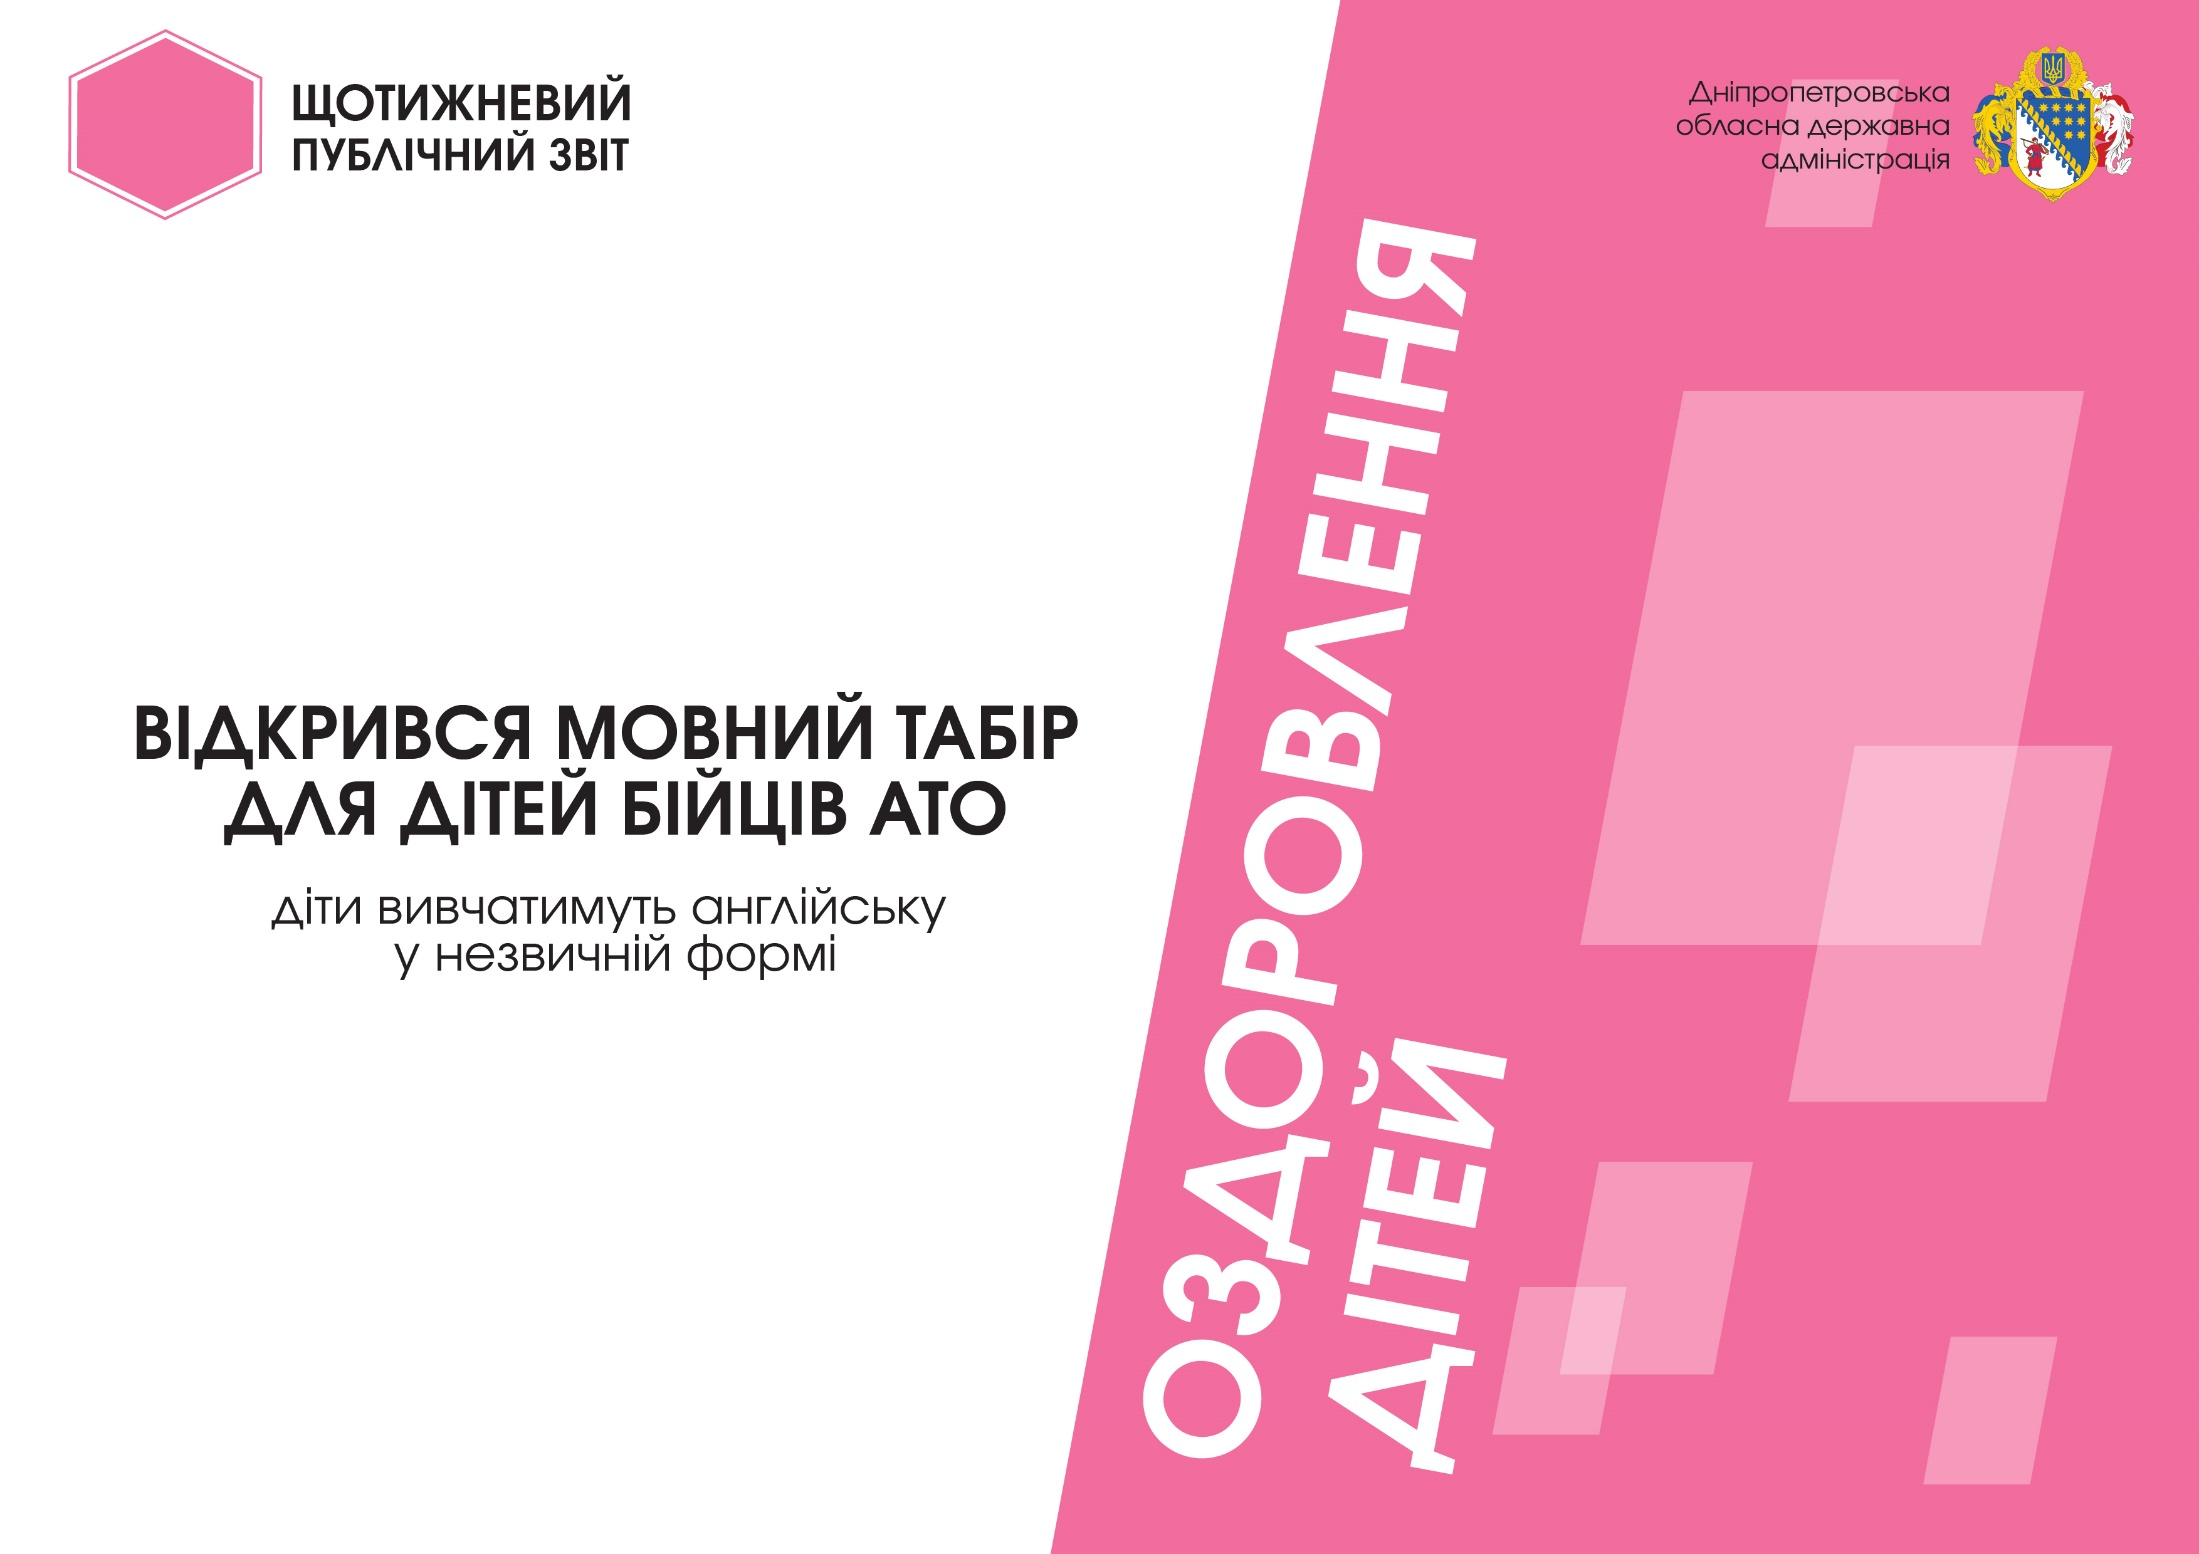 ЩОТИЖНЕВИЙ
ПУБЛІЧНИЙ ЗВІТ
Дніпропетровська
обласна державна
адміністрація
ВІДКРИВСЯ МОВНИЙ ТАБІР
ДЛЯ ДІТЕЙ БІЙЦІВ АТО
діти вивчатимуть англійську
у незвичній формі
ОЗДОРОВЛЕННЯ
ДІТЕЙ